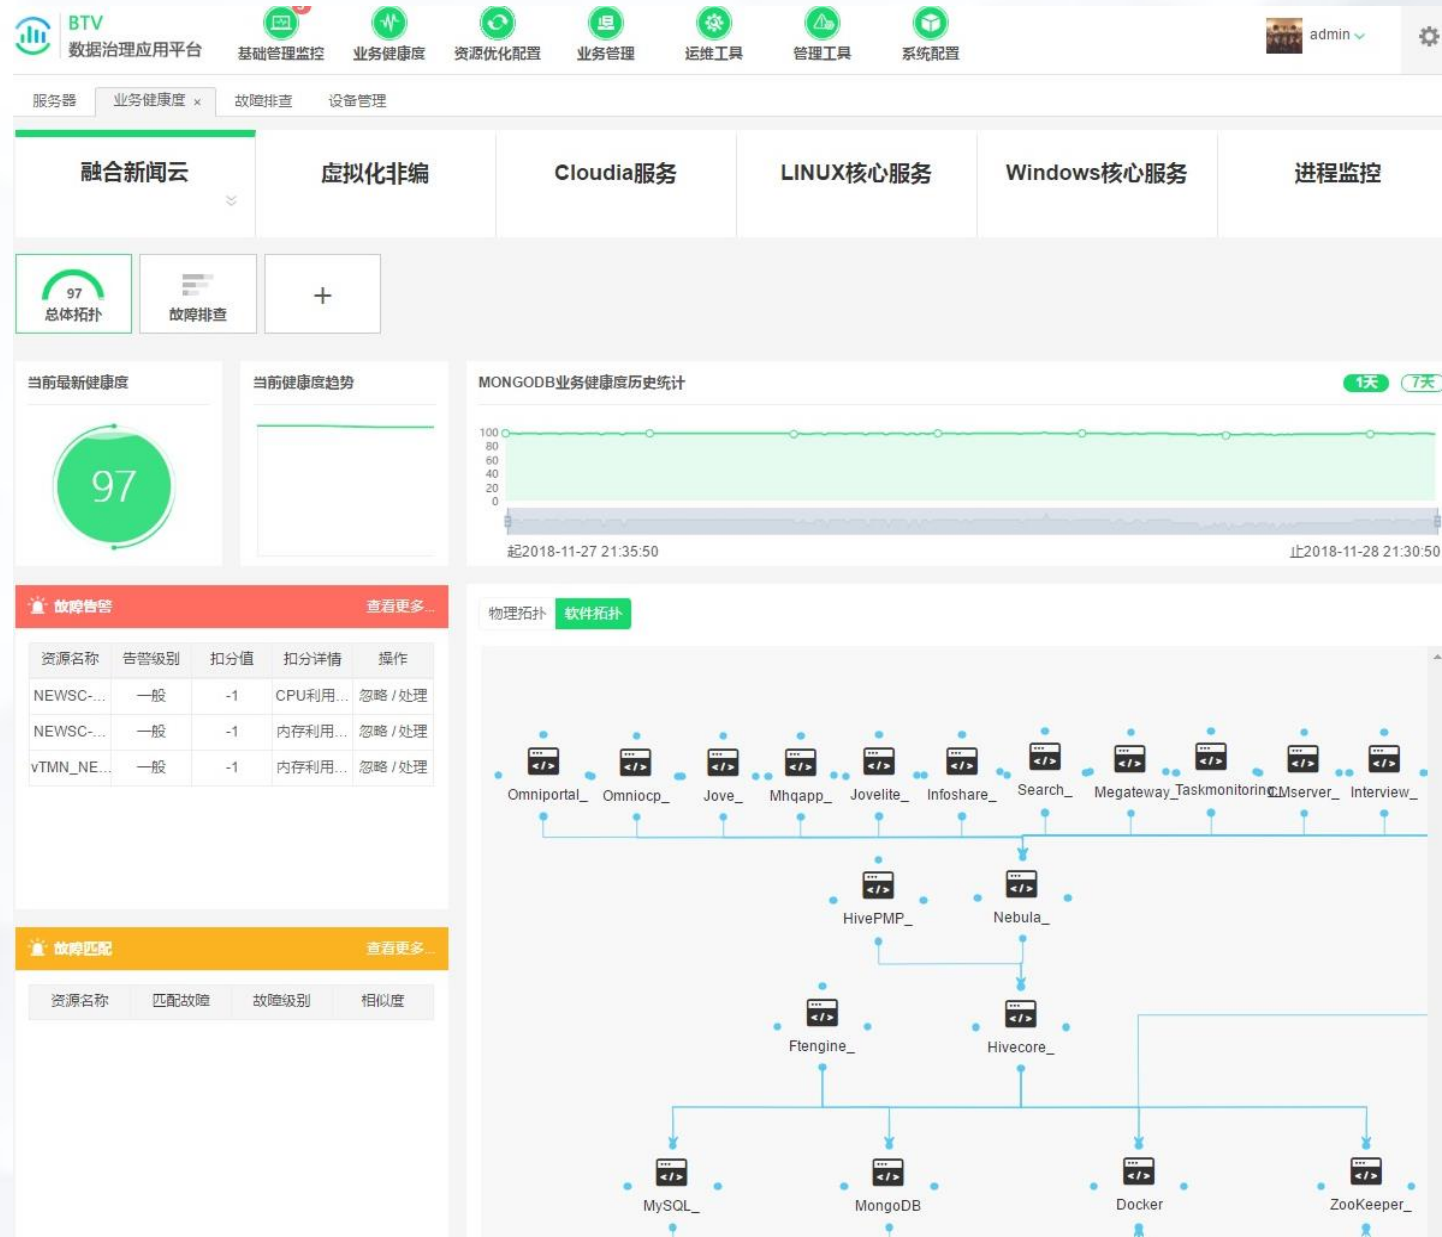 BTV
数据治理应用平台
基础管理监控 业务健康度 资源优化配置 业务管理 运维工具 管理工具 系统配置
admin
服务器 业务健康度 × 故障排查 设备管理
融合新闻云 虚拟化非编 Cloudia服务 LINUX核心服务 Windows核心服务 进程监控
97
总体拓扑 故障排查 +
当前最新健康度 当前健康度趋势 MONGODB业务健康度历史统计 1天 7天
97
100
80
60
40
20
0
起2018-11-27 21:35:50 止2018-11-28 21:30:50
故障告警 查看更多...
资源名称 告警级别 扣分值 扣分详情 操作
NEWSC-... 一般 -1 CPU利用... 忽略 / 处理
NEWSC-... 一般 -1 内存利用... 忽略 / 处理
vTMN_NE... 一般 -1 内存利用... 忽略 / 处理
故障匹配 查看更多...
资源名称 匹配故障 故障级别 相似度
物理拓扑 软件拓扑
Omniportal_ Omniocp_ Jove_ Mhqapp_ Jovelite_ Infoshare_ Search_ Megateway_ Taskmonitoring_ Mserver_ Interview_
HivePMP_ Nebula_
Ftengine_ Hivecore_
MySQL_ MongoDB Docker ZooKeeper_